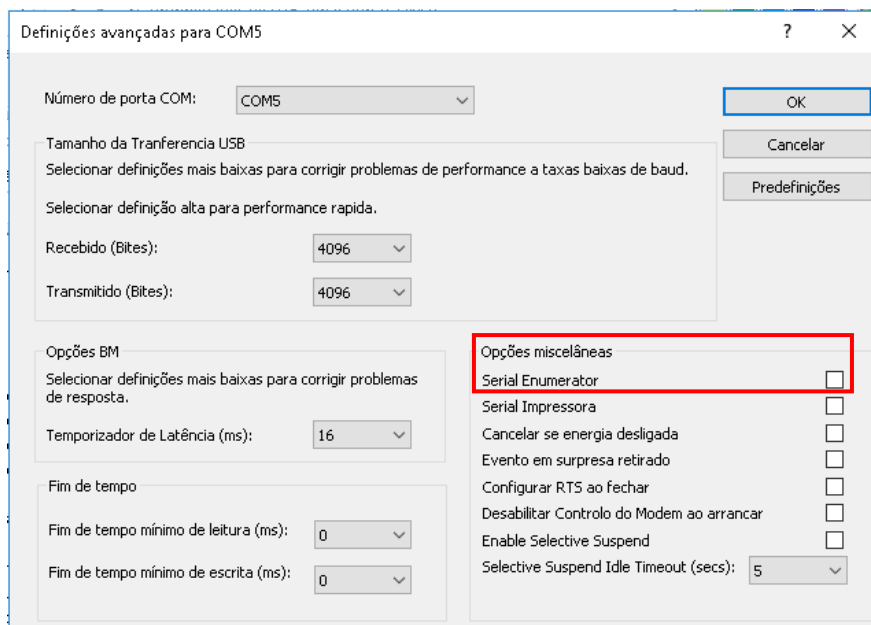 Definições avançadas para COM5
Número de porta COM:
COM5
OK
Cancelar
Predefinições
Tamanho da Tranferencia USB
Selecionar definições mais baixas para corrigir problemas de performance a taxas baixas de baud.
Selecionar definição alta para performance rapida.
Recebido (Bites):
4096
Transmitido (Bites):
4096
Opções BM
Selecionar definições mais baixas para corrigir problemas
de resposta.
Temporizador de Latência (ms):
16
Fim de tempo
Fim de tempo mínimo de leitura (ms):
0
Fim de tempo mínimo de escrita (ms):
0
Opções miscelâneas
Serial Enumerator
Serial Impressora
Cancelar se energia desligada
Evento em surpresa retirado
Configurar RTS ao fechar
Desabilitar Controlo do Modem ao arrancar
Enable Selective Suspend
Selective Suspend Idle Timeout (secs):
5